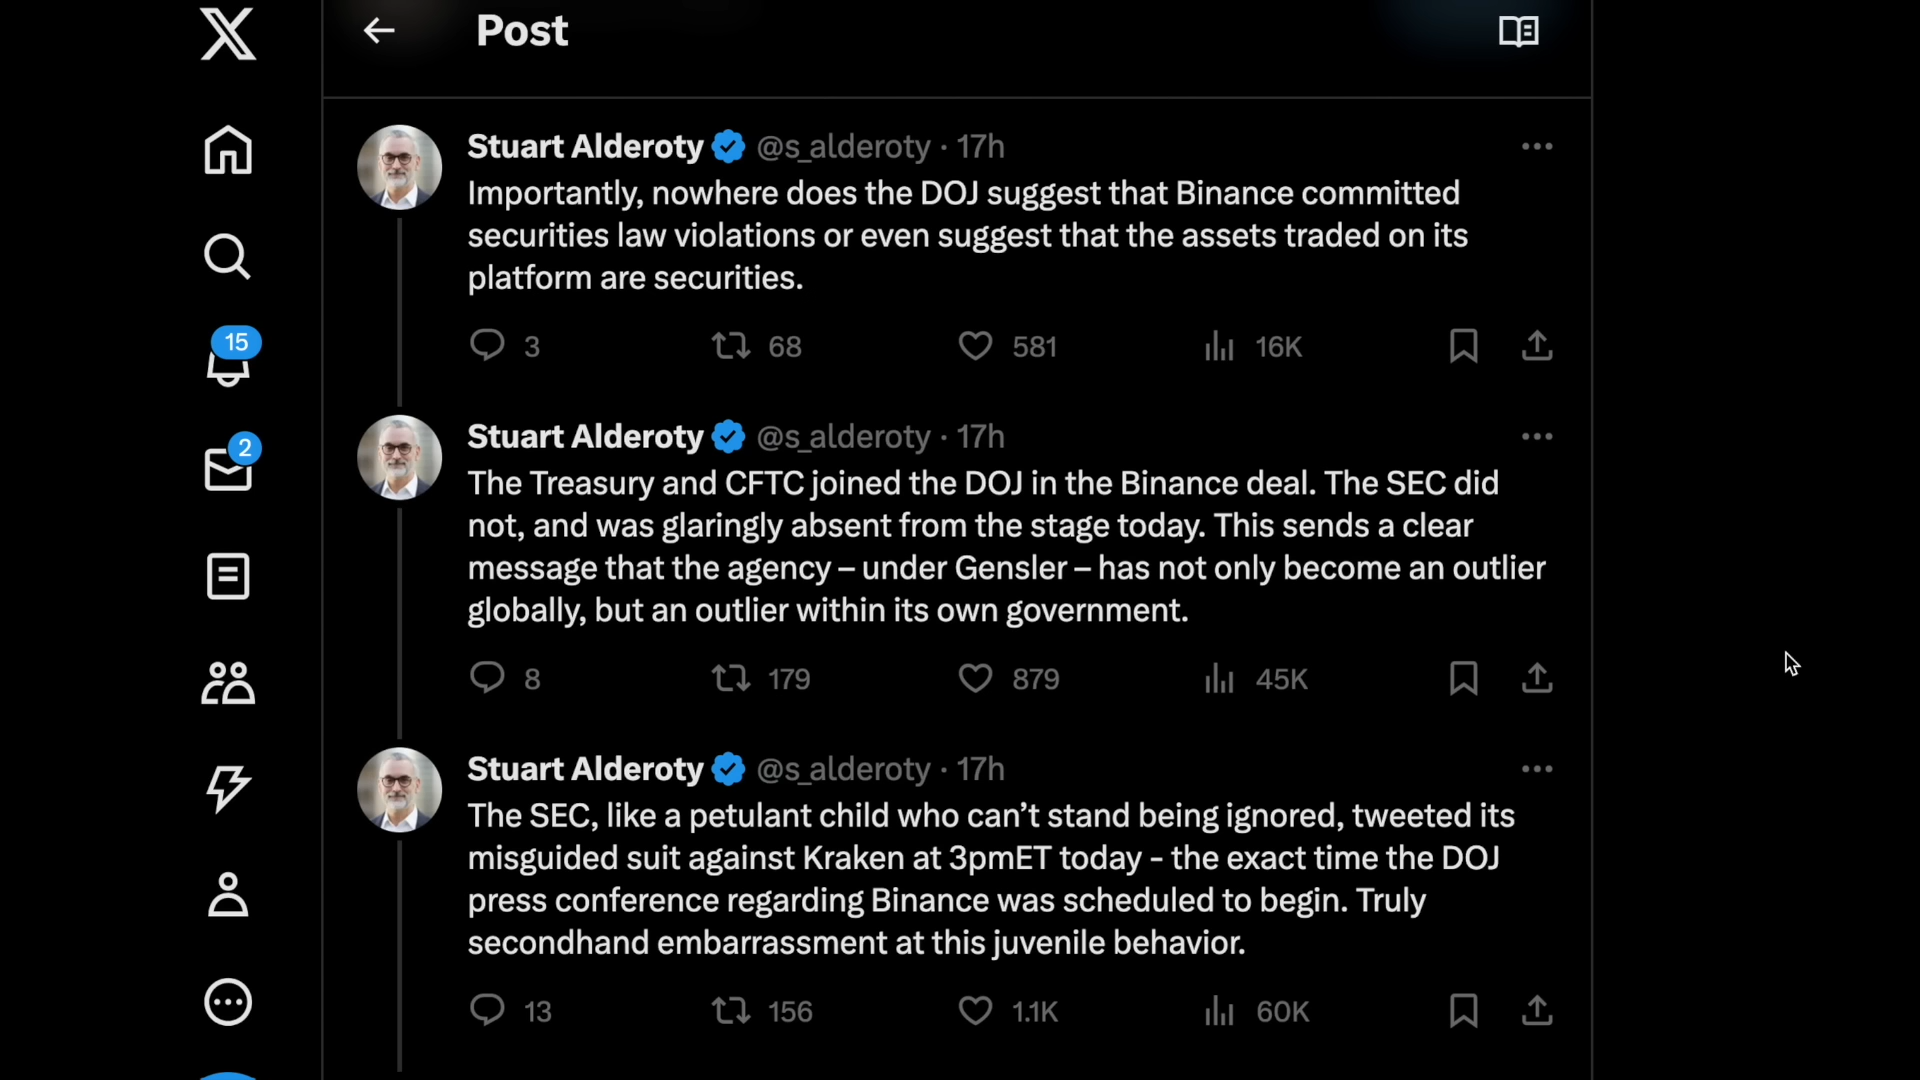 Post
Stuart Alderoty @s_alderoty · 17h
Importantly, nowhere does the DOJ suggest that Binance committed
securities law violations or even suggest that the assets traded on its
platform are securities.
3 68 581 16K
15
Stuart Alderoty @s_alderoty · 17h
2
The Treasury and CFTC joined the DOJ in the Binance deal. The SEC did
not, and was glaringly absent from the stage today. This sends a clear
message that the agency – under Gensler – has not only become an outlier
globally, but an outlier within its own government.
8 179 879 45K
Stuart Alderoty @s_alderoty · 17h
The SEC, like a petulant child who can’t stand being ignored, tweeted its
misguided suit against Kraken at 3pmET today - the exact time the DOJ
press conference regarding Binance was scheduled to begin. Truly
secondhand embarrassment at this juvenile behavior.
13 156 1.1K 60K